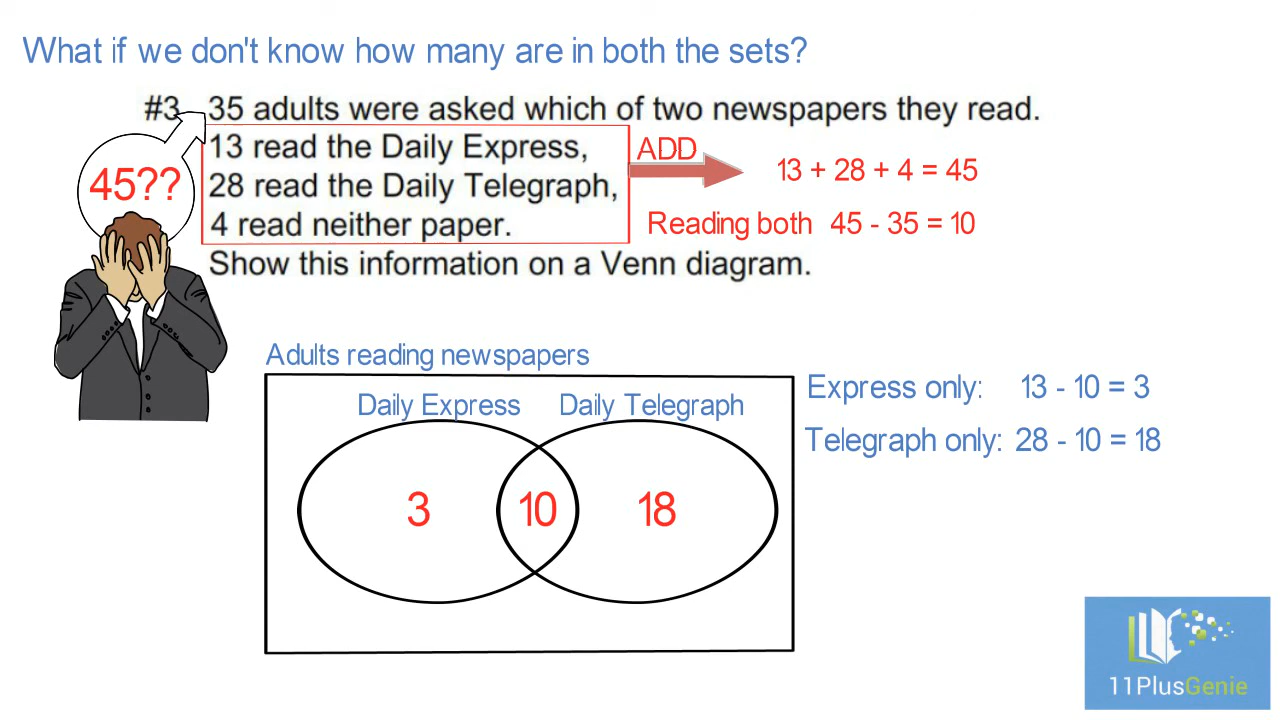 What if we don't know how many are in both the sets?
#3 35 adults were asked which of two newspapers they read.
13 read the Daily Express,
28 read the Daily Telegraph,
4 read neither paper.
Show this information on a Venn diagram.
45??
ADD
13 + 28 + 4 = 45
Reading both 45 - 35 = 10
Adults reading newspapers
Daily Express Daily Telegraph
3 10 18
Express only: 13 - 10 = 3
Telegraph only: 28 - 10 = 18
11PlusGenie